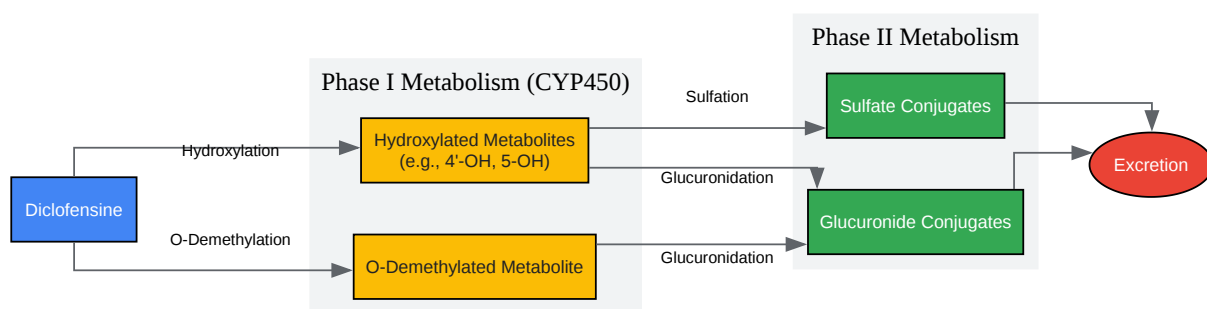 Phase II Metabolism
Phase I Metabolism (CYP450)
Sulfation
Sulfate Conjugates
Hydroxylation
Hydroxylated Metabolites
(e.g., 4'-OH, 5-OH)
Glucuronidation
Excretion
Diclofensine
Glucuronide Conjugates
O-Demethylation
O-Demethylated Metabolite
Glucuronidation